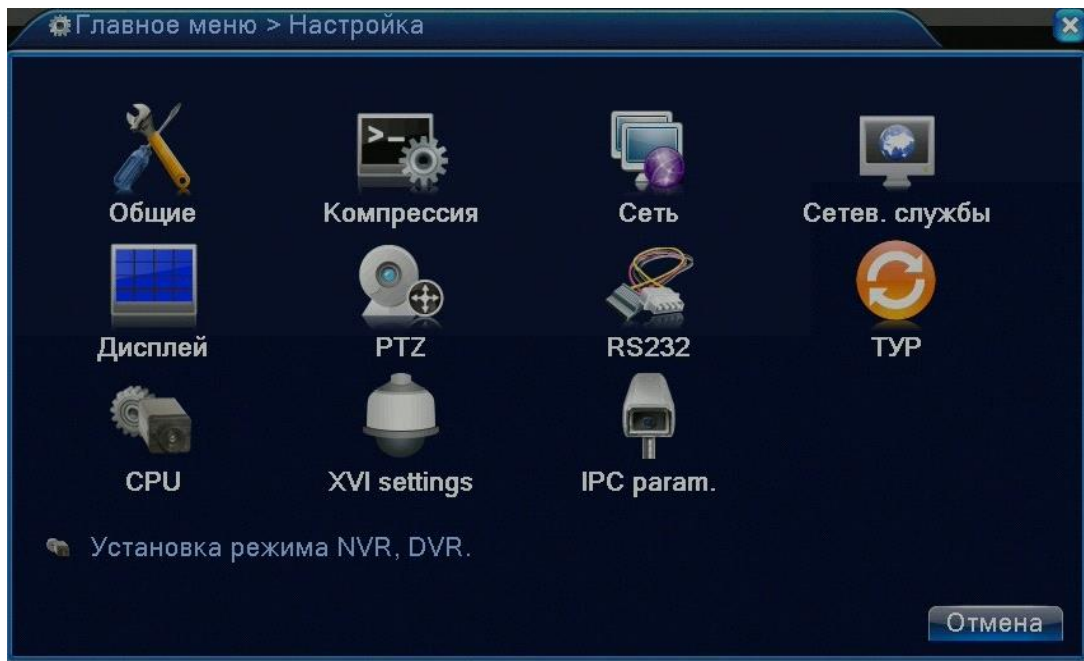 Главное меню > Настройка
Общие
Компрессия
Сеть
Сетев. службы
Дисплей
PTZ
RS232
ТУР
CPU
XVI settings
IPC param.
Установка режима NVR, DVR.
Отмена